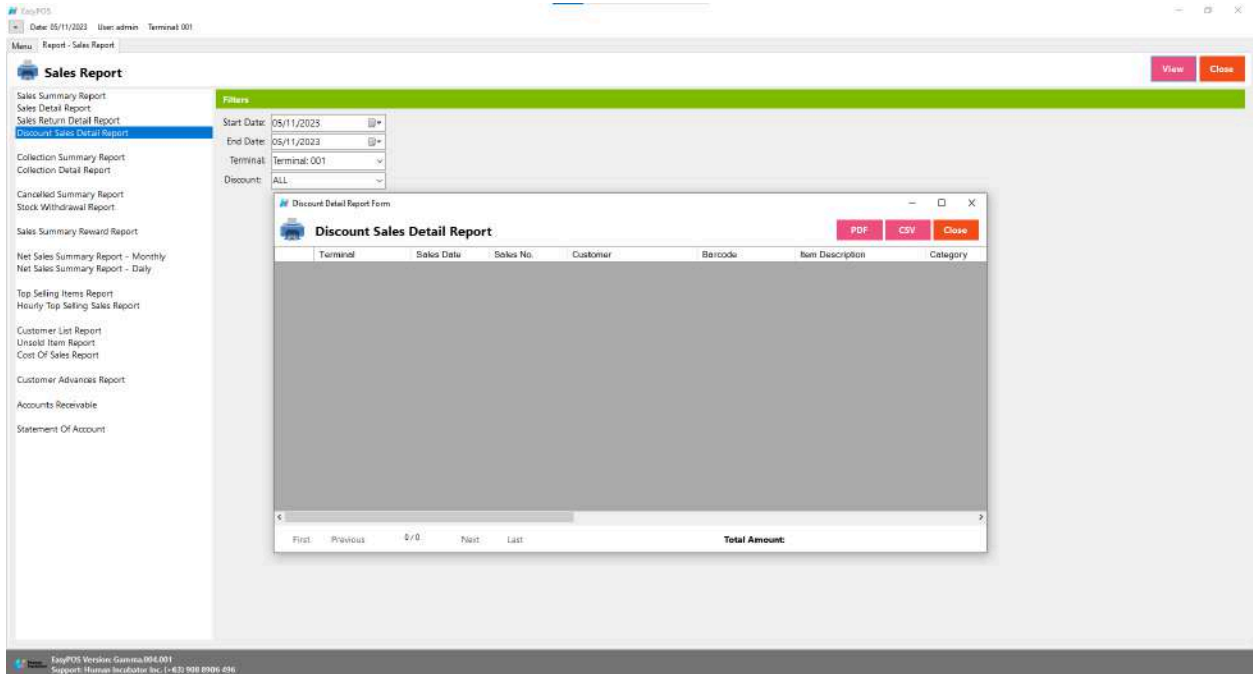 EasyPOS
Date: 05/11/2023 User: admin Terminal: 001
Menu Report - Sales Report
Sales Report
View Close
Sales Summary Report
Sales Detail Report
Sales Return Detail Report
Discount Sales Detail Report
Collection Summary Report
Collection Detail Report
Cancelled Summary Report
Stock Withdrawal Report
Sales Summary Reward Report
Net Sales Summary Report - Monthly
Net Sales Summary Report - Daily
Top Selling Items Report
Hourly Top Selling Sales Report
Customer List Report
Unsold Item Report
Cost Of Sales Report
Customer Advances Report
Accounts Receivable
Statement Of Account
Filters
Start Date: 05/11/2023
End Date: 05/11/2023
Terminal: Terminal: 001
Discount: ALL
Discount Detail Report Form
Discount Sales Detail Report
PDF CSV Close
Terminal Sales Date Sales No. Customer Barcode Item Description Category
First Previous 0 / 0 Next Last Total Amount:
EasyPOS Version: Gamma.004.001
Support: Human Incubator Inc. (+63) 908 8906 496